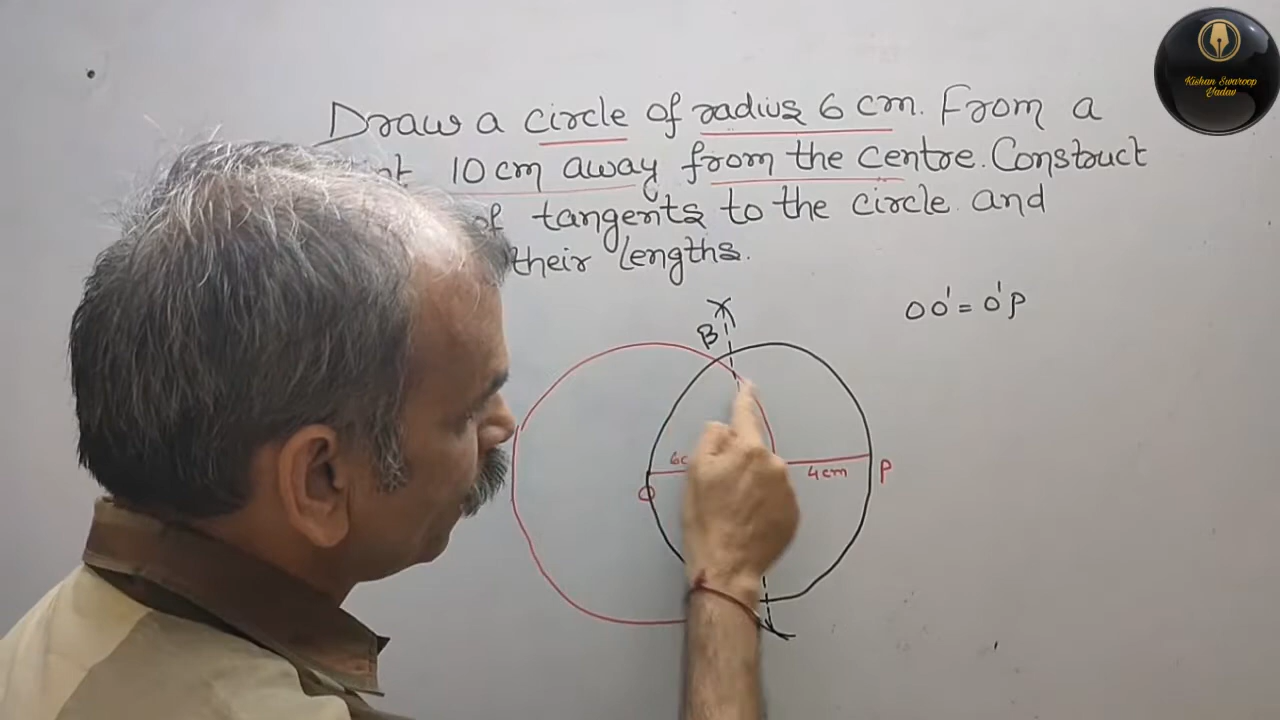 Draw a circle of radius 6 cm. From a
10 cm away from the centre. Construct
of tangents to the circle and
their lengths.
OO' = O'P
B
4cm
P
O
Kishan Swaroop
Yadav